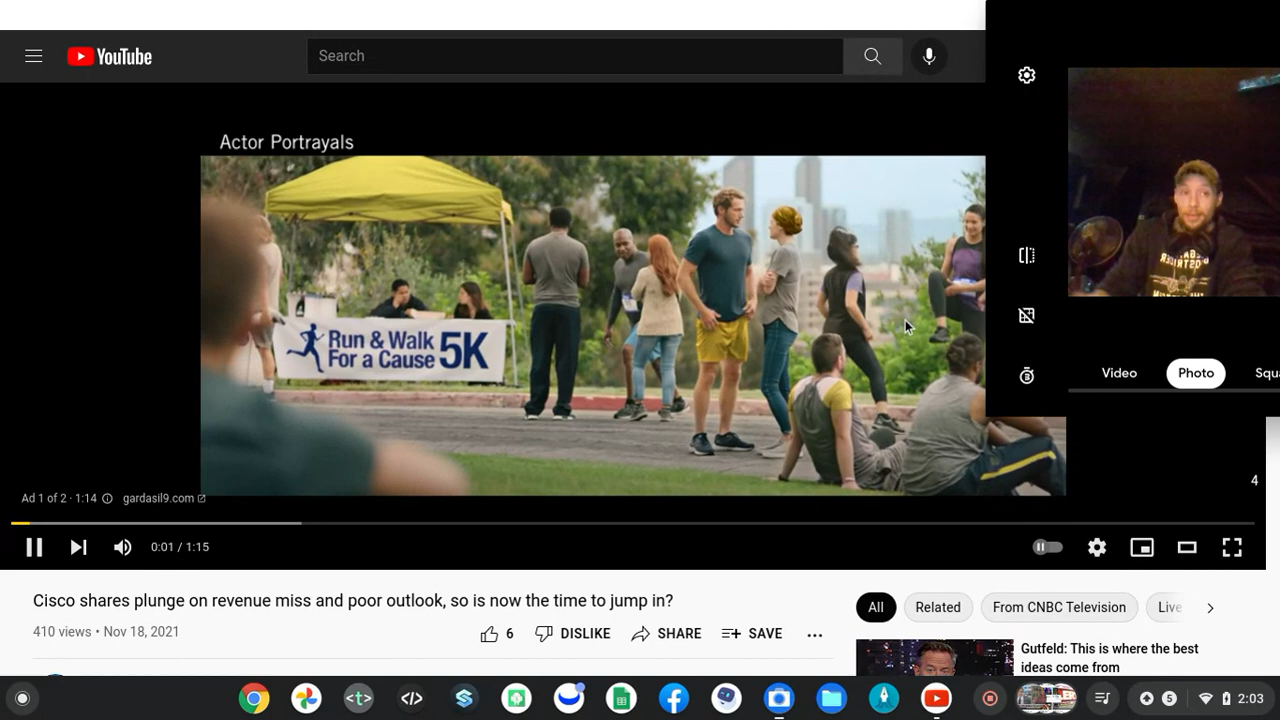 YouTube
Search
Actor Portrayals
Run & Walk
For a Cause 5K
Video
Photo
Squ
4
Ad 1 of 2 · 1:14
gardasil9.com
0:01 / 1:15
Cisco shares plunge on revenue miss and poor outlook, so is now the time to jump in?
410 views • Nov 18, 2021
6
DISLIKE
SHARE
SAVE
All
Related
From CNBC Television
Live
Gutfeld: This is where the best
ideas come from
<t>
</>
5
2:03